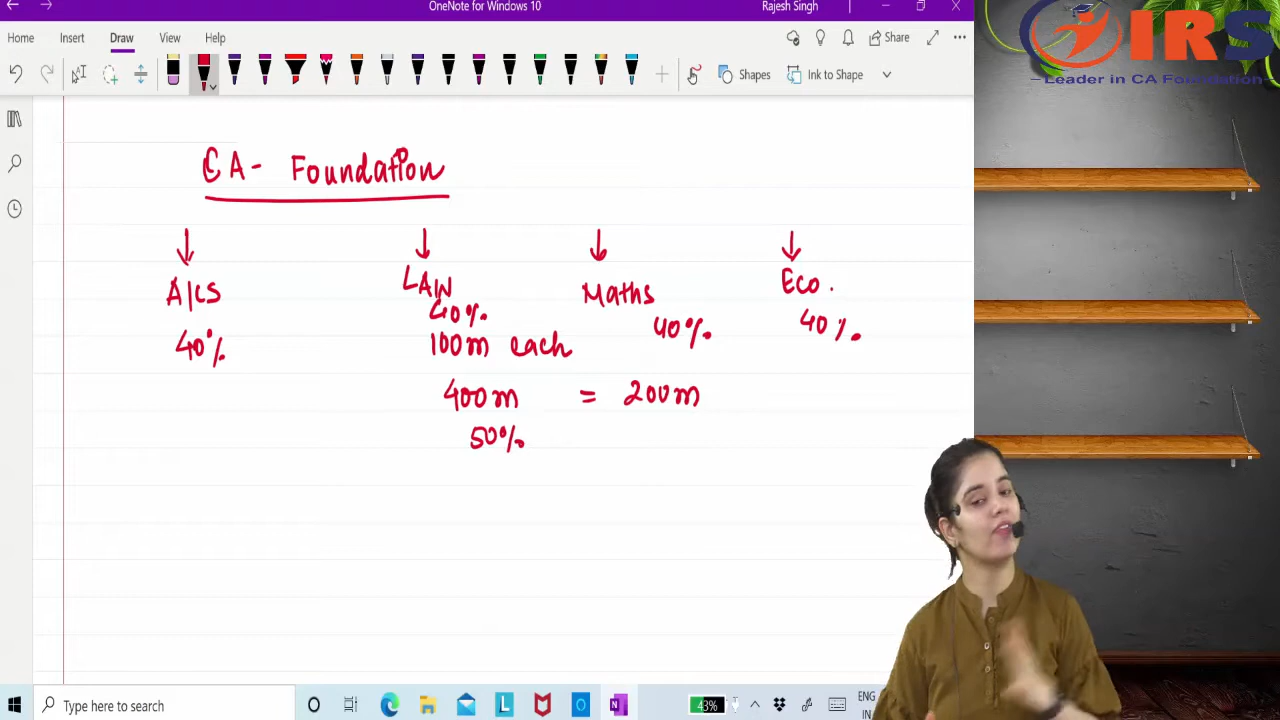 OneNote for Windows 10
Rajesh Singh
Home Insert Draw View Help
Share
Shapes
Ink to Shape
IRS
Leader in CA Foundation
CA- Foundation
A/CS LAW Maths Eco.
40% 40% 40% 40%
100m each
400m = 200m
50%
Type here to search
L
N
43%
ENG
IN